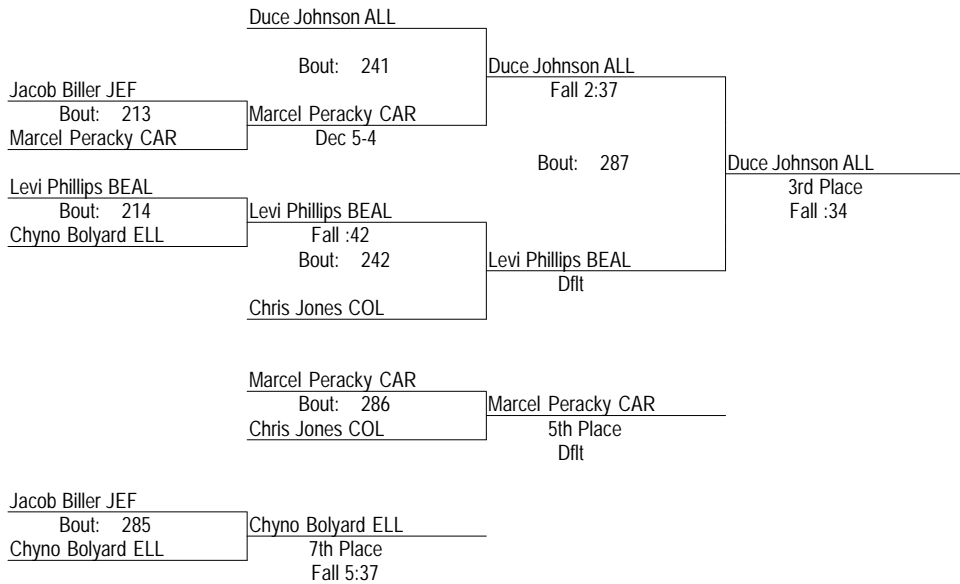 Duce Johnson ALL
Bout: 241
Duce Johnson ALL
Fall 2:37
Jacob Biller JEF
Bout: 213
Marcel Peracky CAR
Marcel Peracky CAR
Dec 5-4
Bout: 287
Duce Johnson ALL
3rd Place
Fall :34
Levi Phillips BEAL
Bout: 214
Chyno Bolyard ELL
Levi Phillips BEAL
Fall :42
Bout: 242
Levi Phillips BEAL
Dflt
Chris Jones COL
Marcel Peracky CAR
Bout: 286
Chris Jones COL
Marcel Peracky CAR
5th Place
Dflt
Jacob Biller JEF
Bout: 285
Chyno Bolyard ELL
Chyno Bolyard ELL
7th Place
Fall 5:37